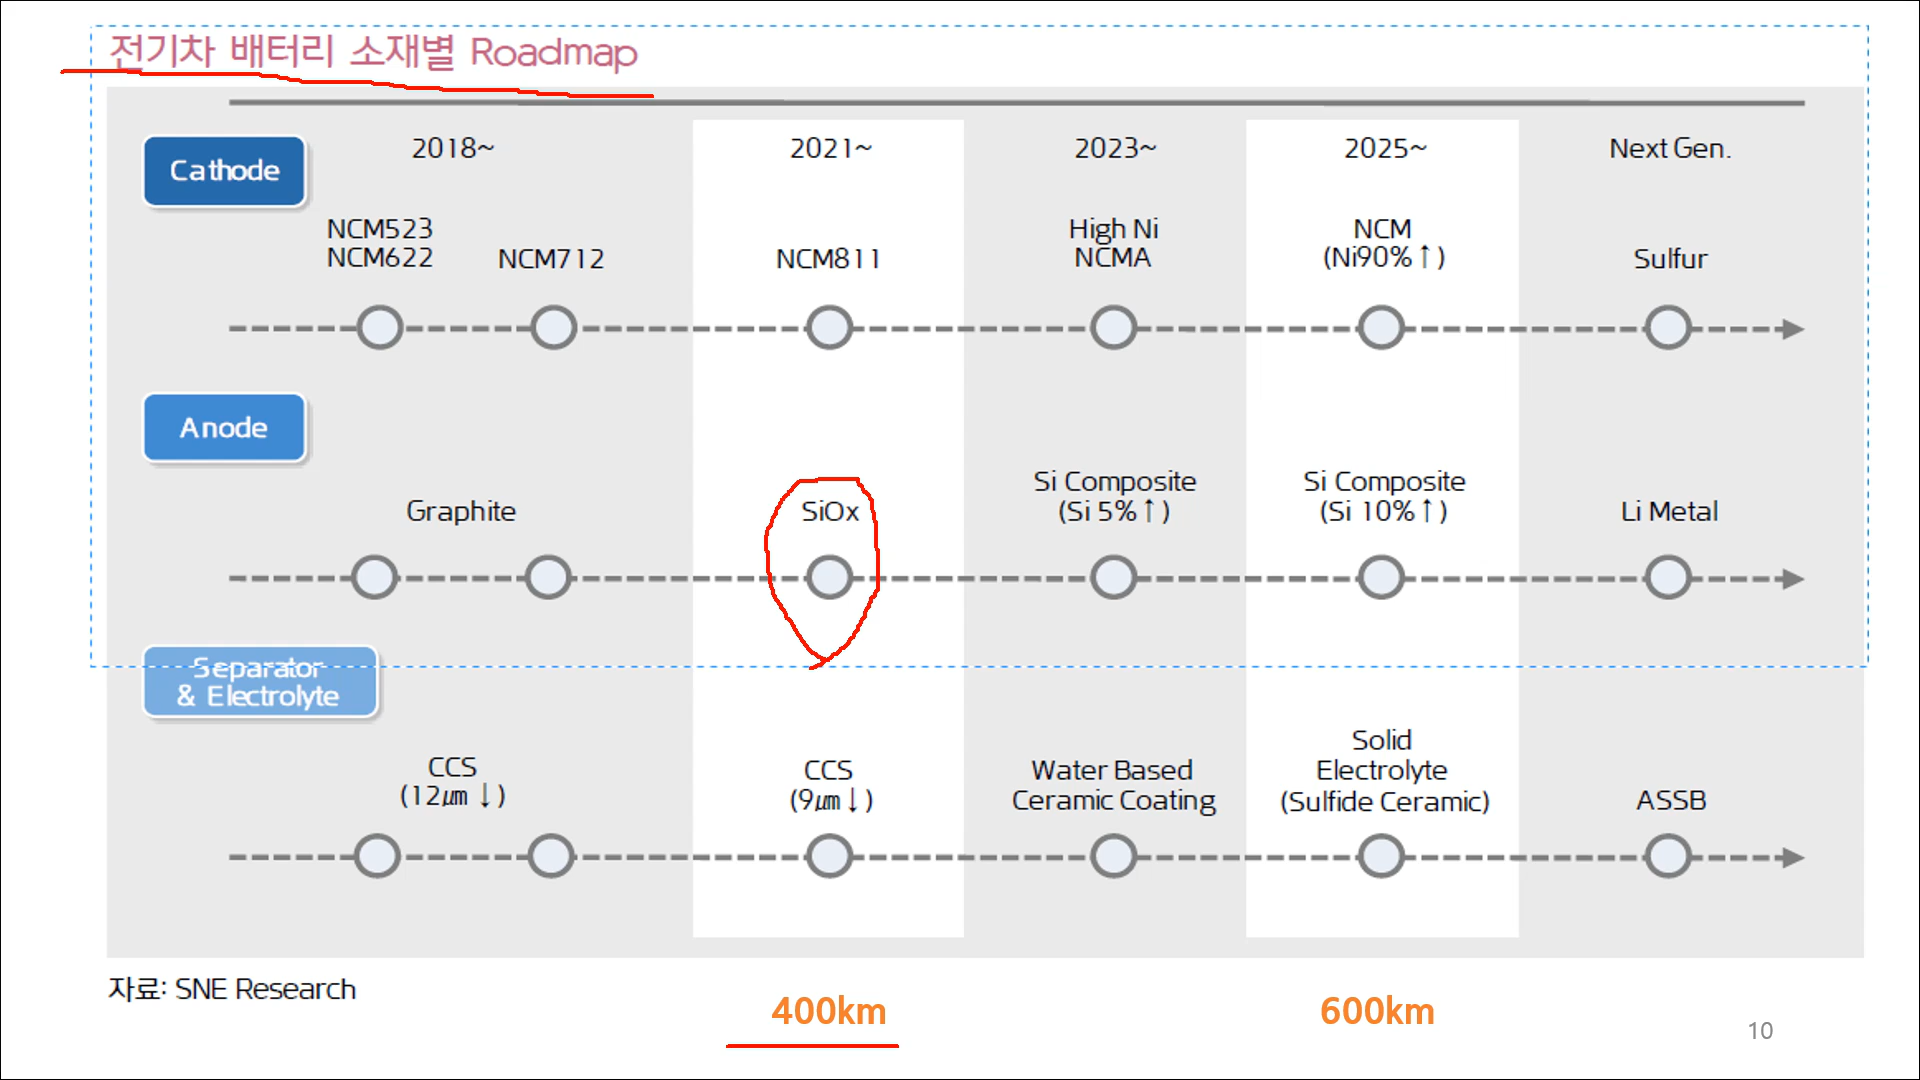 전기차 배터리 소재별 Roadmap
Cathode
2018~
2021~
2023~
2025~
Next Gen.
NCM523
NCM622
NCM712
NCM811
High Ni
NCMA
NCM
(Ni90%↑)
Sulfur
Anode
Graphite
SiOx
Si Composite
(Si 5%↑)
Si Composite
(Si 10%↑)
Li Metal
Separator
& Electrolyte
CCS
(12㎛↓)
CCS
(9㎛↓)
Water Based
Ceramic Coating
Solid
Electrolyte
(Sulfide Ceramic)
ASSB
자료: SNE Research
400km
600km
10